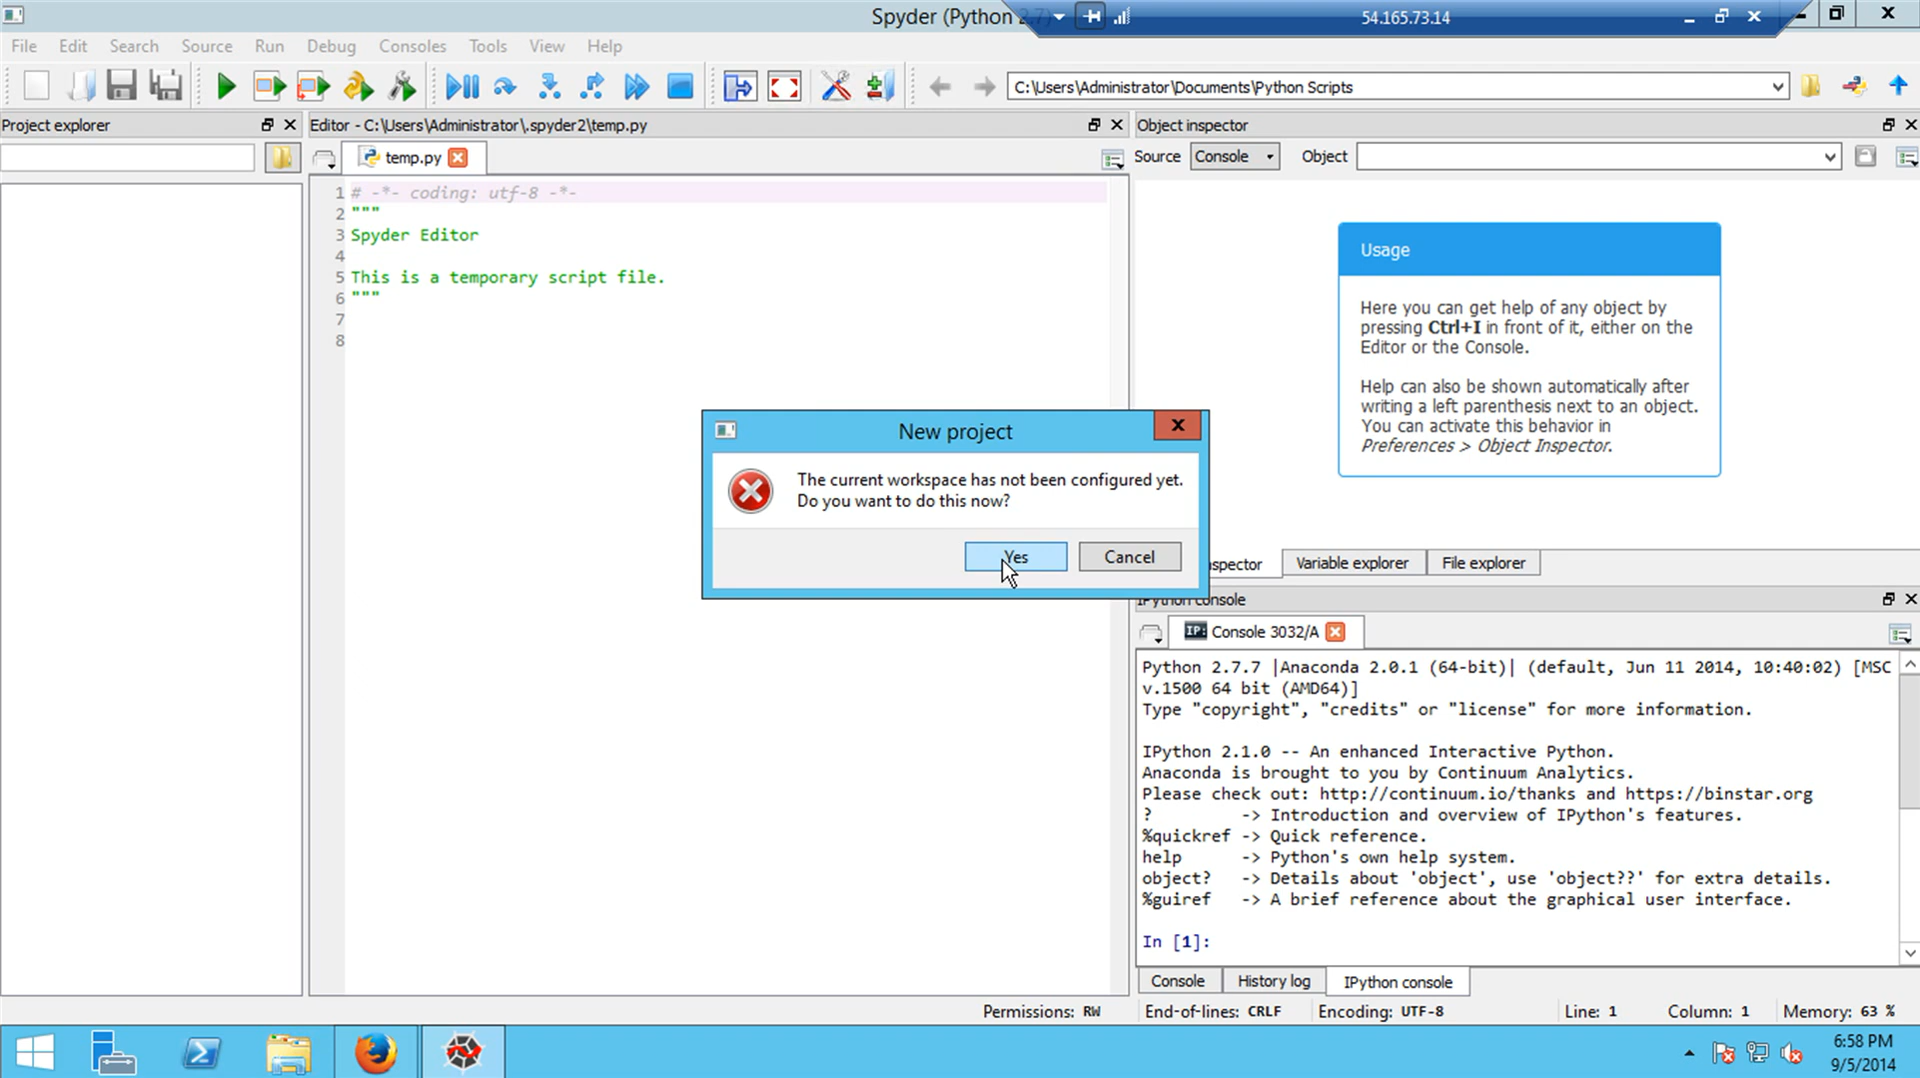 Spyder (Python 2.7)
54.165.73.14
File Edit Search Source Run Debug Consoles Tools View Help
C:\Users\Administrator\Documents\Python Scripts
Project explorer
Editor - C:\Users\Administrator\.spyder2\temp.py
temp.py
1 # -*- coding: utf-8 -*-
2 """
3 Spyder Editor
4
5 This is a temporary script file.
6 """
7
8
Object inspector
Source Console Object
Usage
Here you can get help of any object by
pressing Ctrl+I in front of it, either on the
Editor or the Console.
Help can also be shown automatically after
writing a left parenthesis next to an object.
You can activate this behavior in
Preferences > Object Inspector.
New project
The current workspace has not been configured yet.
Do you want to do this now?
Yes Cancel
Variable explorer File explorer
IPython console
IP: Console 3032/A
Python 2.7.7 |Anaconda 2.0.1 (64-bit)| (default, Jun 11 2014, 10:40:02) [MSC
v.1500 64 bit (AMD64)]
Type "copyright", "credits" or "license" for more information.
IPython 2.1.0 -- An enhanced Interactive Python.
Anaconda is brought to you by Continuum Analytics.
Please check out: http://continuum.io/thanks and https://binstar.org
? -> Introduction and overview of IPython's features.
%quickref -> Quick reference.
help -> Python's own help system.
object? -> Details about 'object', use 'object??' for extra details.
%guiref -> A brief reference about the graphical user interface.
In [1]:
Console History log IPython console
Permissions: RW End-of-lines: CRLF Encoding: UTF-8 Line: 1 Column: 1 Memory: 63 %
6:58 PM
9/5/2014